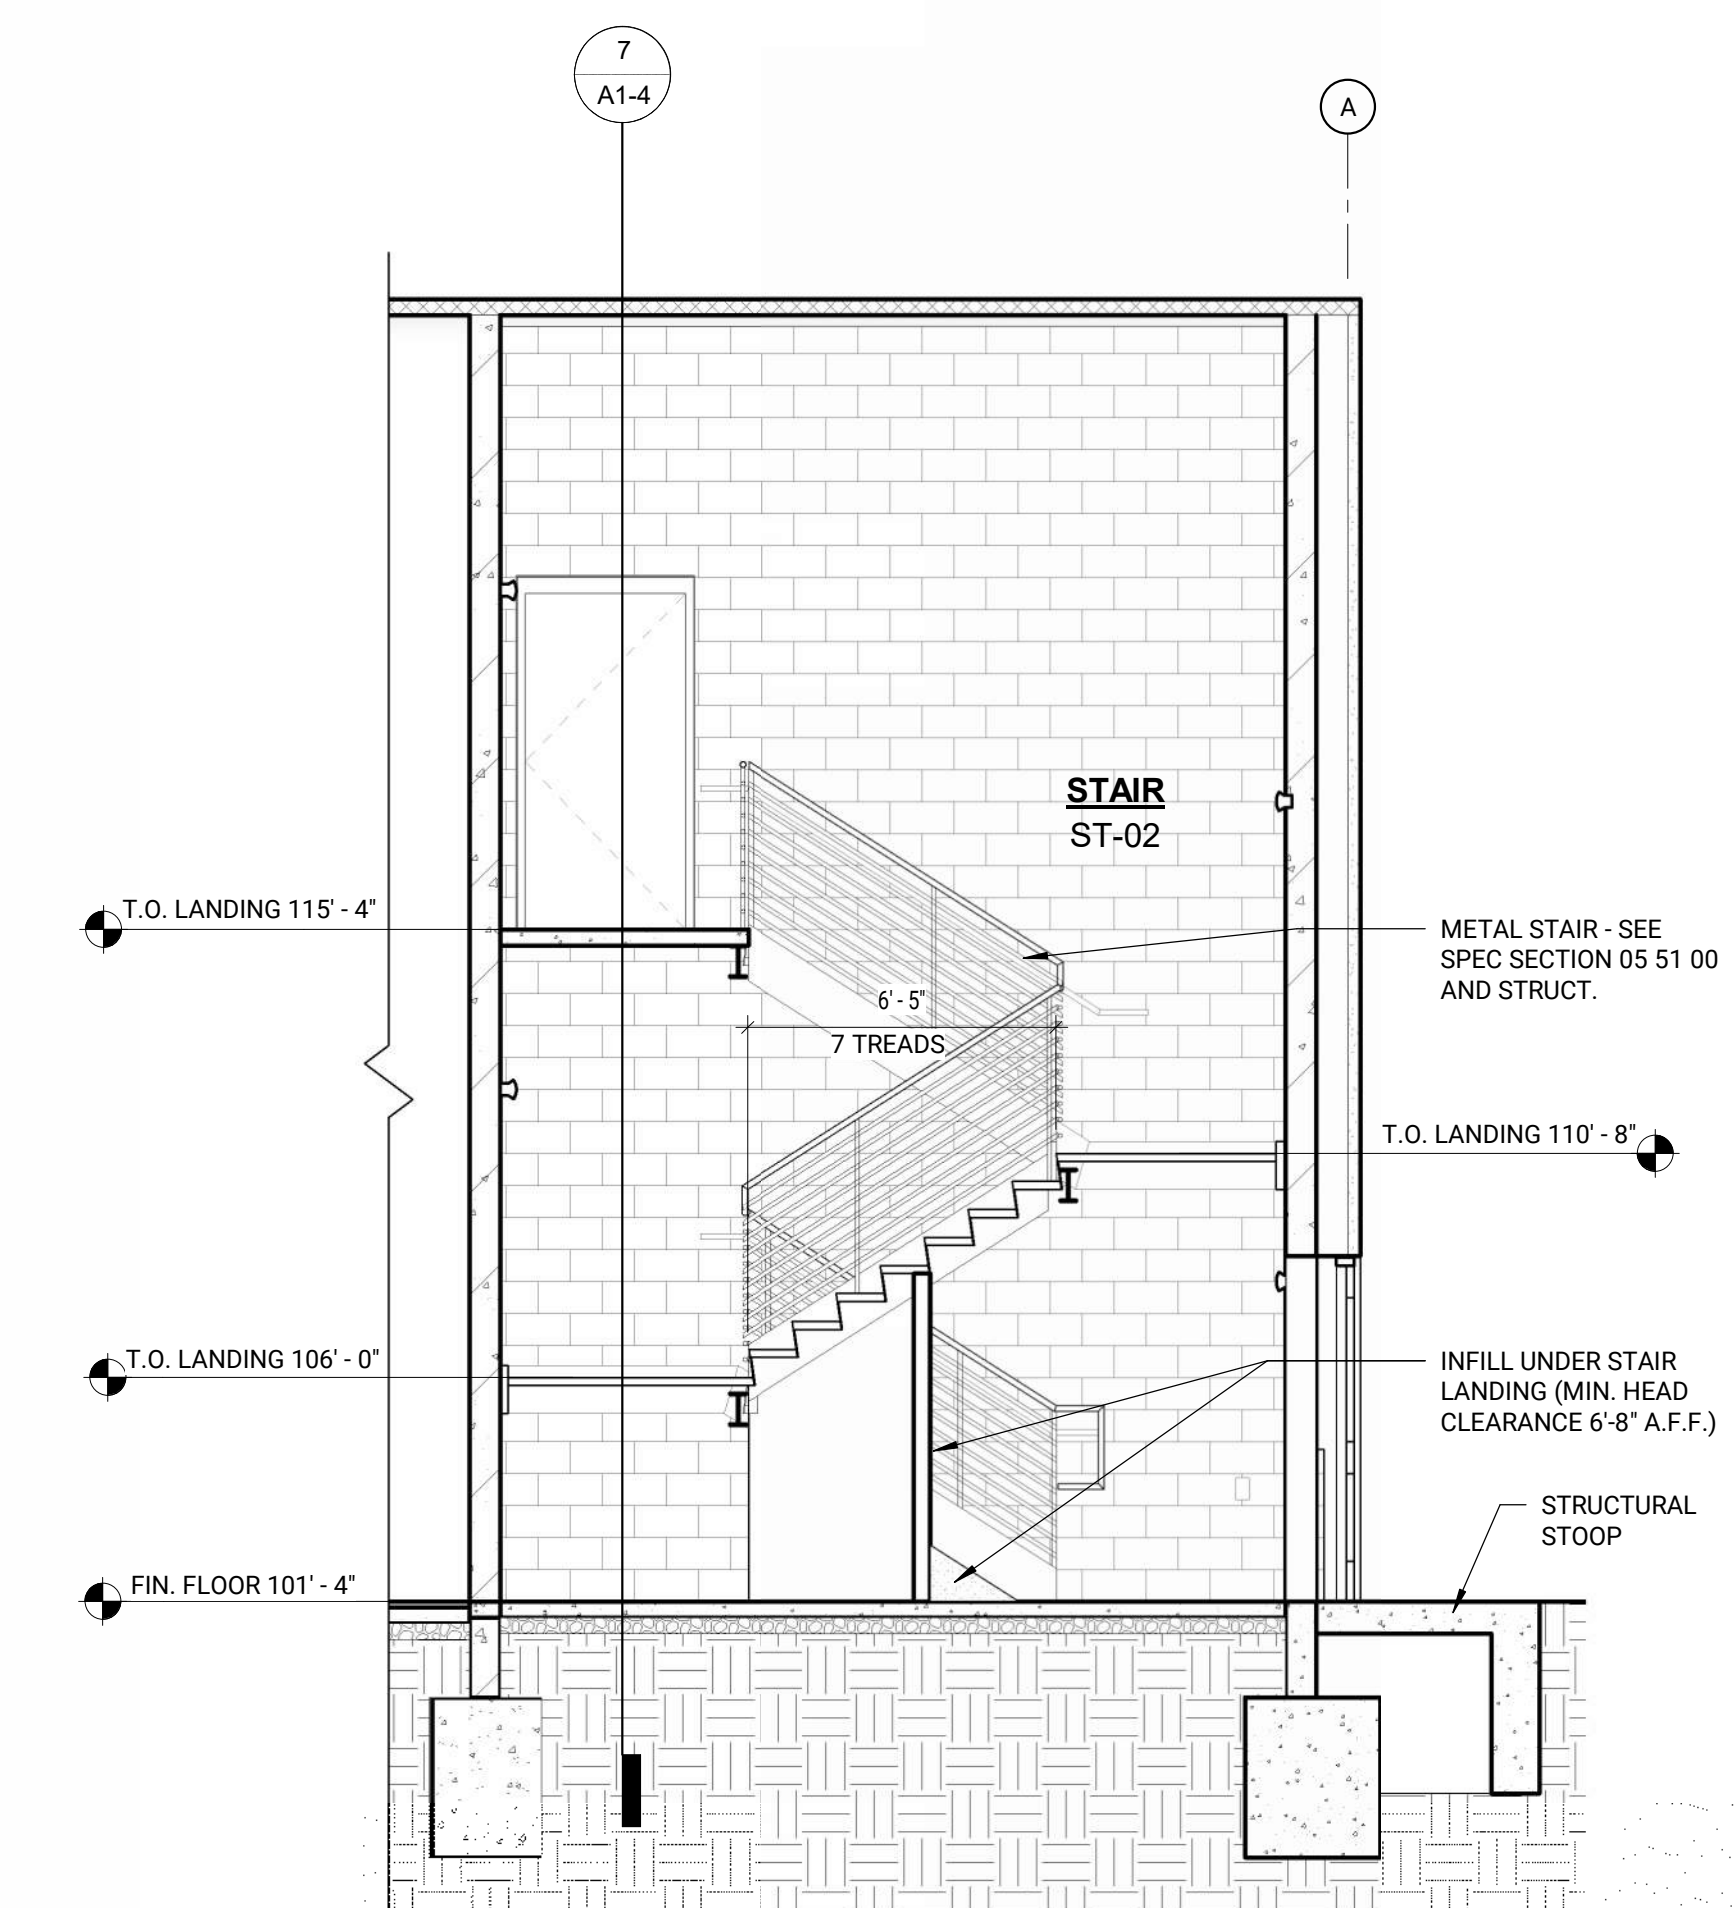 7
A1-4
A
STAIR
ST-02
T.O. LANDING 115' - 4"
METAL STAIR - SEE
SPEC SECTION 05 51 00
AND STRUCT.
6' - 5"
7 TREADS
T.O. LANDING 110' - 8"
T.O. LANDING 106' - 0"
INFILL UNDER STAIR
LANDING (MIN. HEAD
CLEARANCE 6'-8" A.F.F.)
STRUCTURAL
STOOP
FIN. FLOOR 101' - 4"